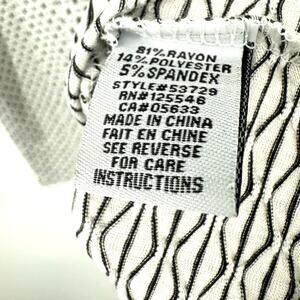 81% RAYON
14% POLYESTER
5% SPANDEX
STYLE#53729
RN#125546
CA#05633
MADE IN CHINA
FAIT EN CHINE
SEE REVERSE
FOR CARE
INSTRUCTIONS